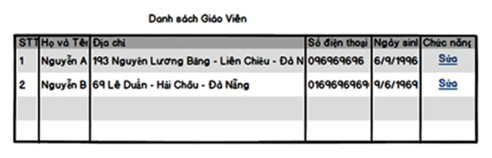 Danh sách Giáo Viên
STT Họ và Tên Địa chỉ Số điện thoại Ngày sinh Chức năng
1 Nguyễn A 193 Nguyễn Lương Bằng - Liên Chiểu - Đà N 096969696 6/9/1996 Sửa
2 Nguyễn B 69 Lê Duẩn - Hải Châu - Đà Nẵng 0169696969 9/6/1969 Sửa